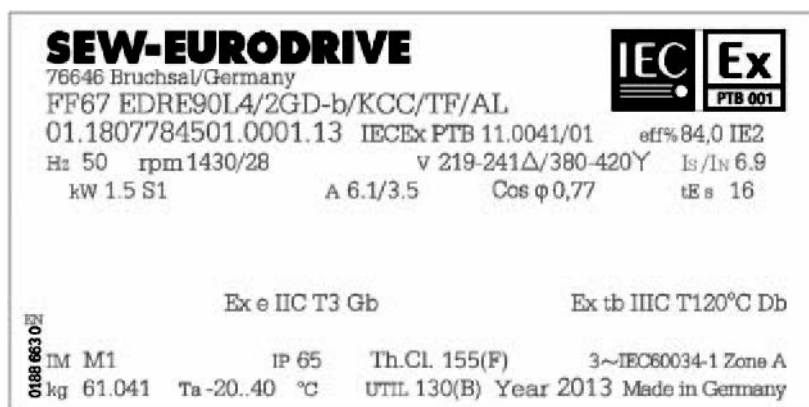 SEW-EURODRIVE
76646 Bruchsal/Germany
IEC Ex
PTB 001
FF67 EDRE90L4/2GD-b/KCC/TF/AL
01.1807784501.0001.13 IECEx PTB 11.0041/01 eff% 84,0 IE2
Hz 50 rpm 1430/28 V 219-241Δ/380-420Y Is/IN 6.9
kW 1.5 S1 A 6.1/3.5 Cos φ 0,77 tE s 16
Ex e IIC T3 Gb Ex tb IIIC T120°C Db
IM M1 IP 65 Th.Cl. 155(F) 3~IEC60034-1 Zone A
kg 61.041 Ta -20..40 °C UTIL 130(B) Year 2013 Made in Germany
0188 663 0 EN